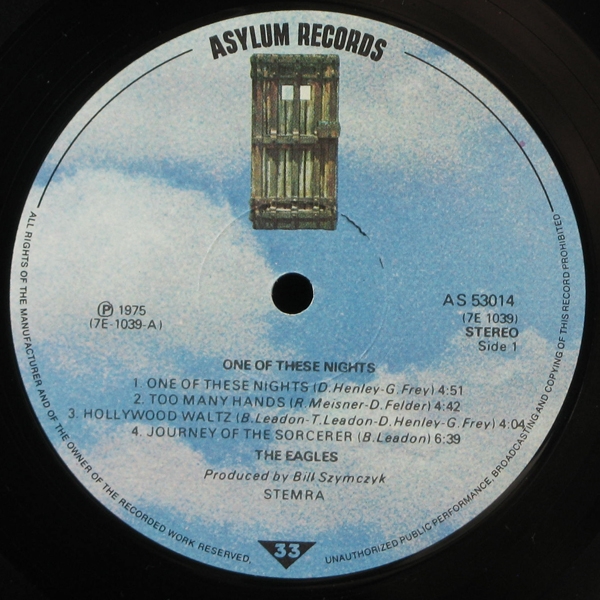 ASYLUM RECORDS
Ⓟ 1975
(7E-1039-A)
AS 53014
(7E 1039)
STEREO
Side 1
ONE OF THESE NIGHTS
1 ONE OF THESE NIGHTS (D.Henley-G.Frey) 4:51
2. TOO MANY HANDS (R.Meisner-D.Felder) 4:42
3. HOLLYWOOD WALTZ (B.Leadon-T.Leadon-D.Henley-G.Frey) 4:04
4. JOURNEY OF THE SORCERER (B.Leadon) 6:39
THE EAGLES
Produced by Bill Szymczyk
STEMRA
33
ALL RIGHTS OF THE MANUFACTURER AND OF THE OWNER OF THE RECORDED WORK RESERVED.
UNAUTHORIZED PUBLIC PERFORMANCE, BROADCASTING AND COPYING OF THIS RECORD PROHIBITED